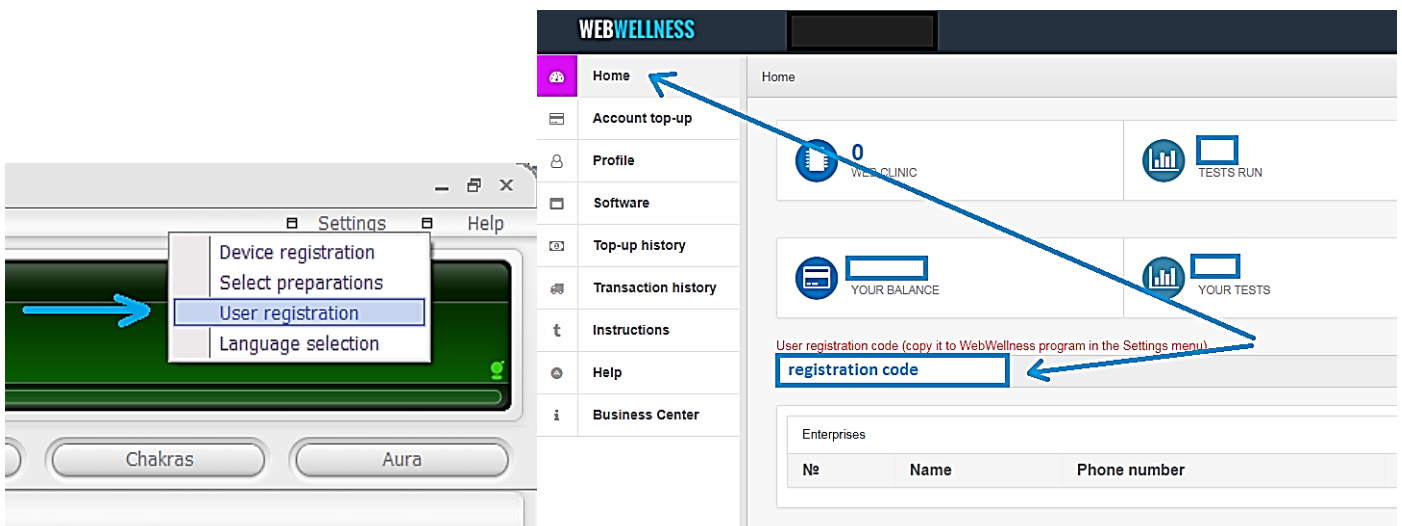 Settings
Help
Device registration
Select preparations
User registration
Language selection
Chakras
Aura
WEBWELLNESS
Home
Account top-up
Profile
Software
Top-up history
Transaction history
Instructions
Help
Business Center
Home
0
WEB CLINIC
TESTS RUN
YOUR BALANCE
YOUR TESTS
User registration code (copy it to WebWellness program in the Settings menu)
registration code
Enterprises
№ Name Phone number